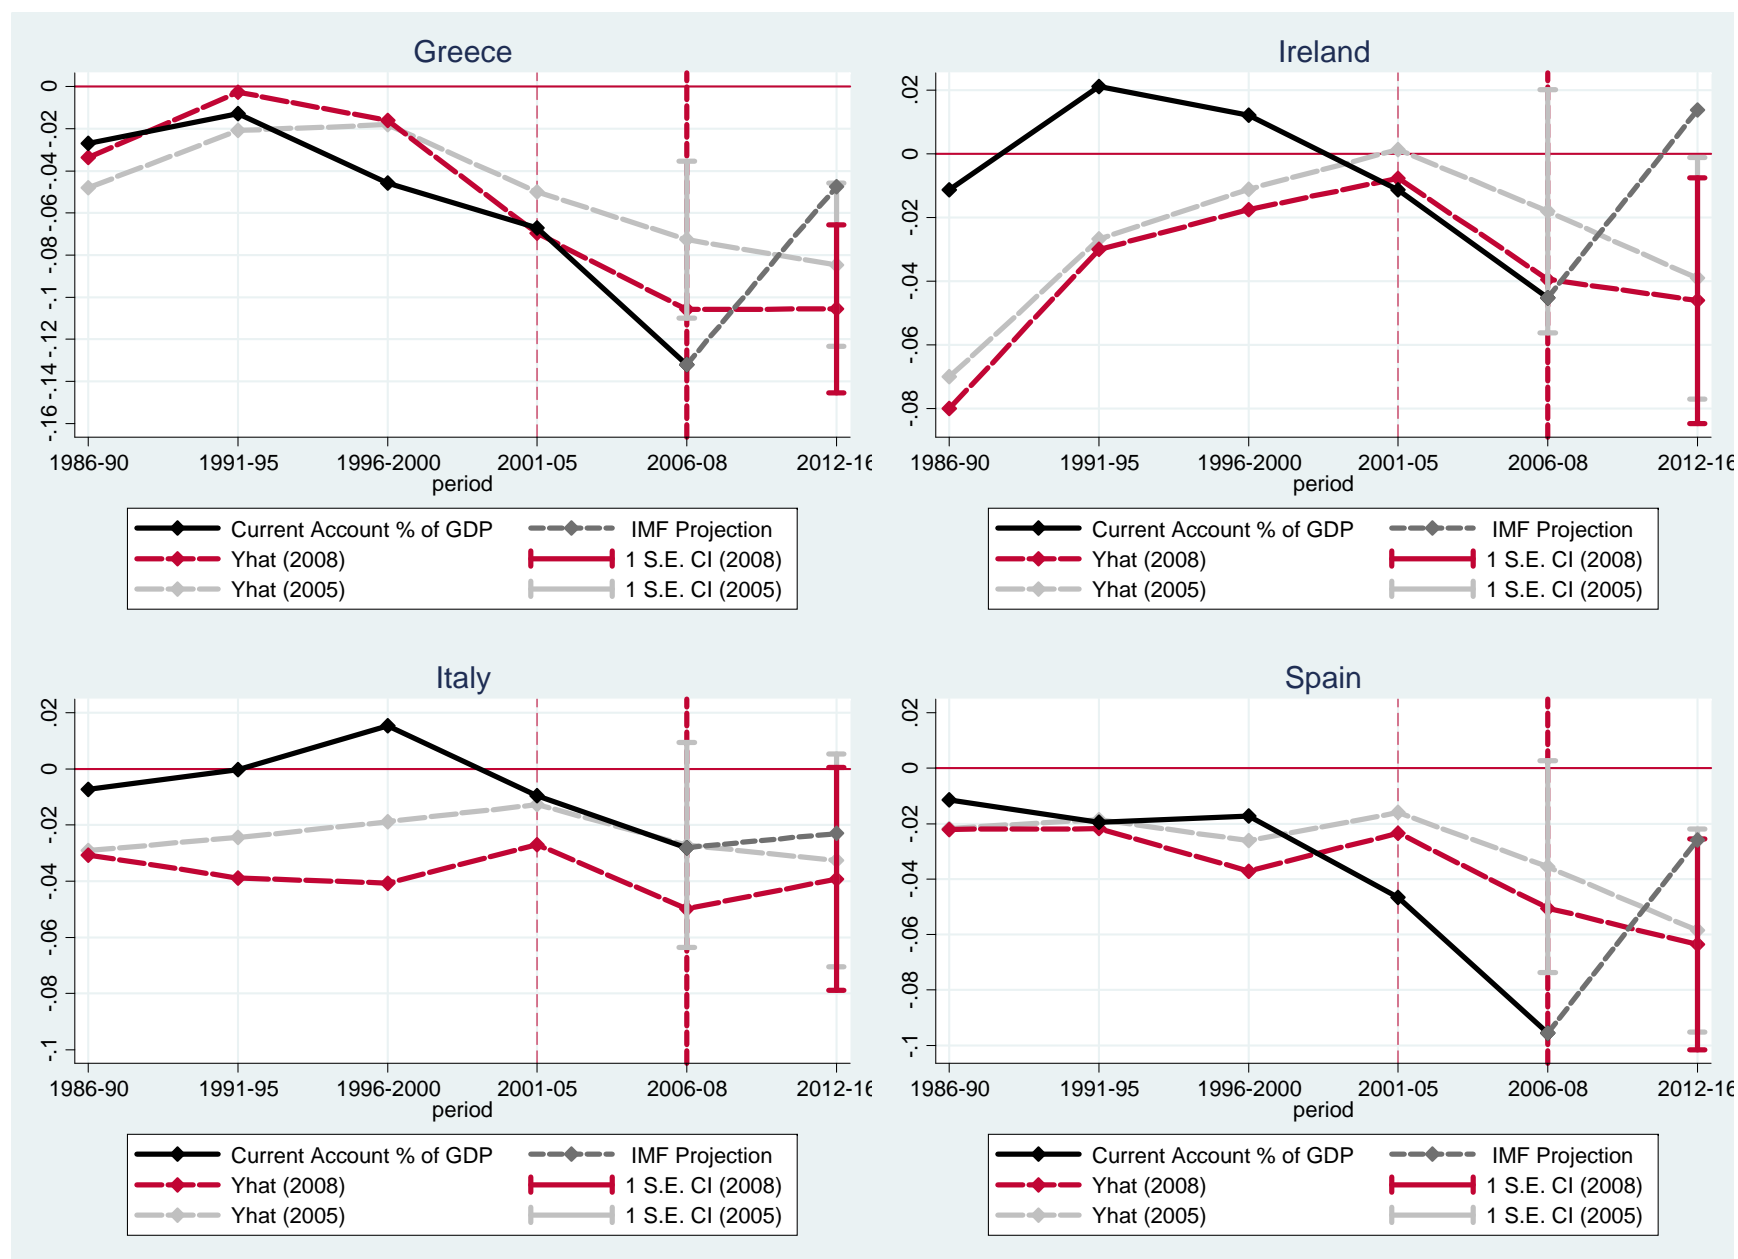 Greece
0
-.02
-.04
-.06
-.08
-.1
-.12
-.14
-.16
1986-90 1991-95 1996-2000 2001-05 2006-08 2012-16
period
Current Account % of GDP IMF Projection
Yhat (2008) 1 S.E. CI (2008)
Yhat (2005) 1 S.E. CI (2005)
Ireland
.02
0
-.02
-.04
-.06
-.08
1986-90 1991-95 1996-2000 2001-05 2006-08 2012-16
period
Current Account % of GDP IMF Projection
Yhat (2008) 1 S.E. CI (2008)
Yhat (2005) 1 S.E. CI (2005)
Italy
.02
0
-.02
-.04
-.06
-.08
-.1
1986-90 1991-95 1996-2000 2001-05 2006-08 2012-16
period
Current Account % of GDP IMF Projection
Yhat (2008) 1 S.E. CI (2008)
Yhat (2005) 1 S.E. CI (2005)
Spain
.02
0
-.02
-.04
-.06
-.08
-.1
1986-90 1991-95 1996-2000 2001-05 2006-08 2012-16
period
Current Account % of GDP IMF Projection
Yhat (2008) 1 S.E. CI (2008)
Yhat (2005) 1 S.E. CI (2005)